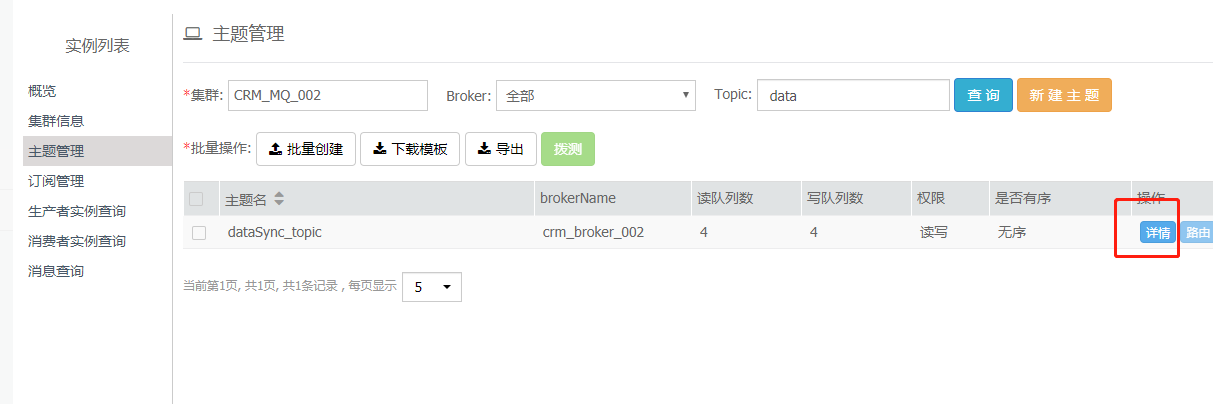 实例列表
概览
集群信息
主题管理
订阅管理
生产者实例查询
消费者实例查询
消息查询
主题管理
*集群: CRM_MQ_002 Broker: 全部 Topic: data 查询 新建主题
*批量操作: 批量创建 下载模板 导出 拨测
主题名 brokerName 读队列数 写队列数 权限 是否有序 操作
dataSync_topic crm_broker_002 4 4 读写 无序 详情 路由
当前第1页, 共1页, 共1条记录 , 每页显示 5